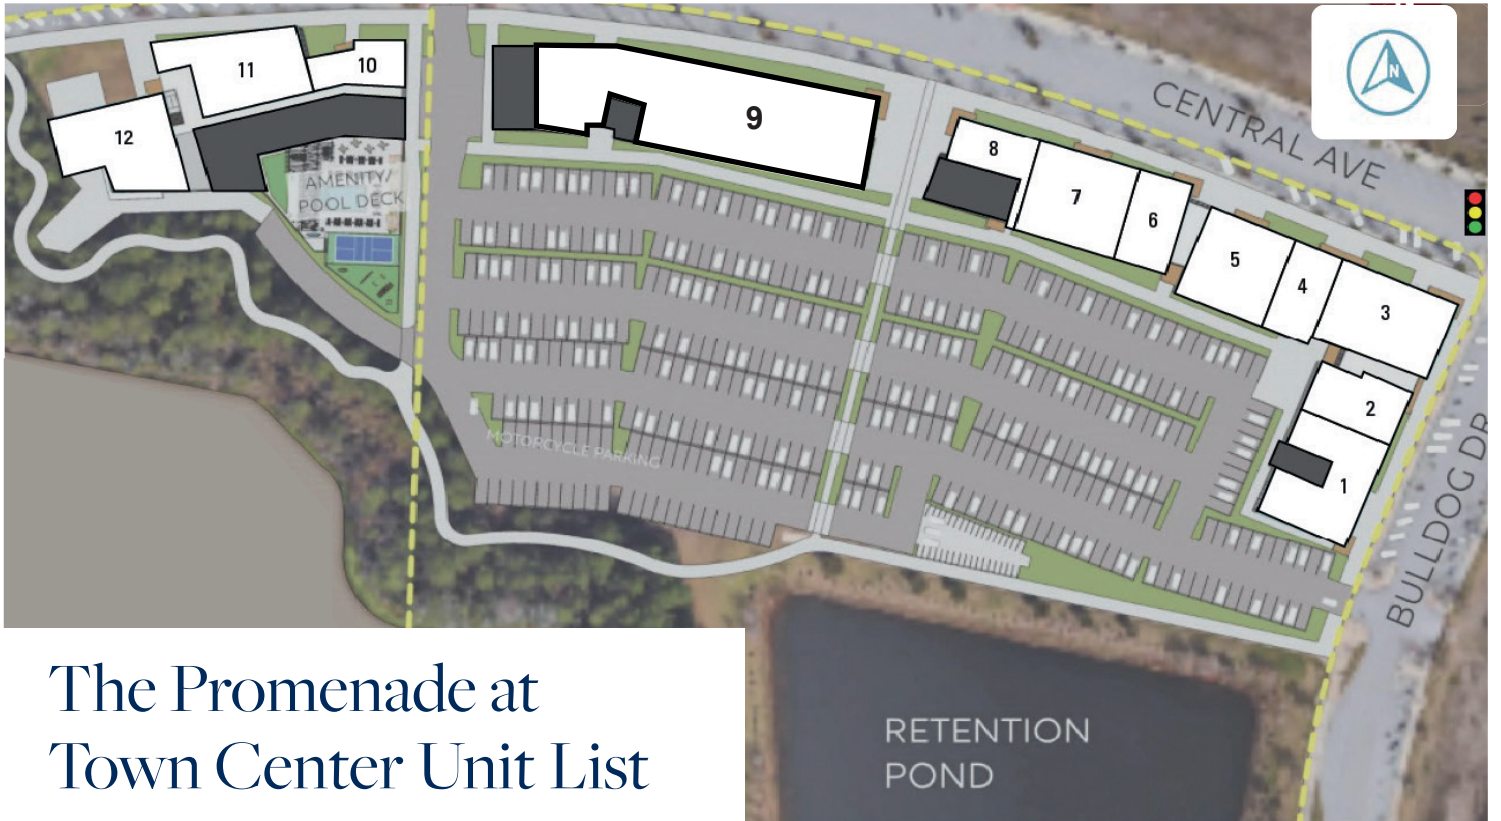 N
CENTRAL AVE
11
10
12
9
8
7
6
5
4
3
2
1
AMENITY/
POOL DECK
MOTORCYCLE PARKING
BULLDOG DR
RETENTION
POND
The Promenade at
Town Center Unit List